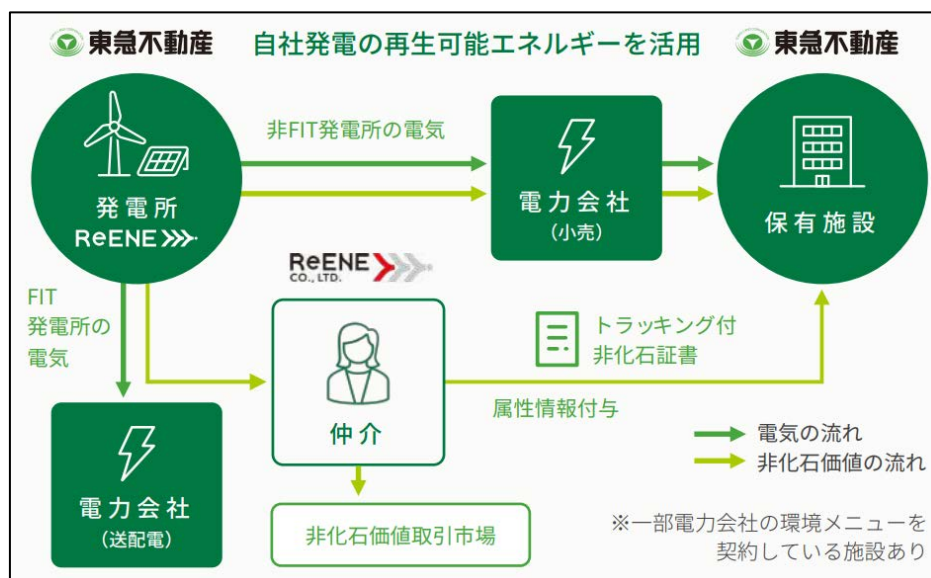 東急不動産
自社発電の再生可能エネルギーを活用
東急不動産
非FIT発電所の電気
発電所
ReENE
電力会社
(小売)
保有施設
ReENE
CO., LTD.
FIT
発電所の
電気
トラッキング付
非化石証書
仲介
属性情報付与
電気の流れ
非化石価値の流れ
電力会社
(送配電)
非化石価値取引市場
※一部電力会社の環境メニューを
契約している施設あり